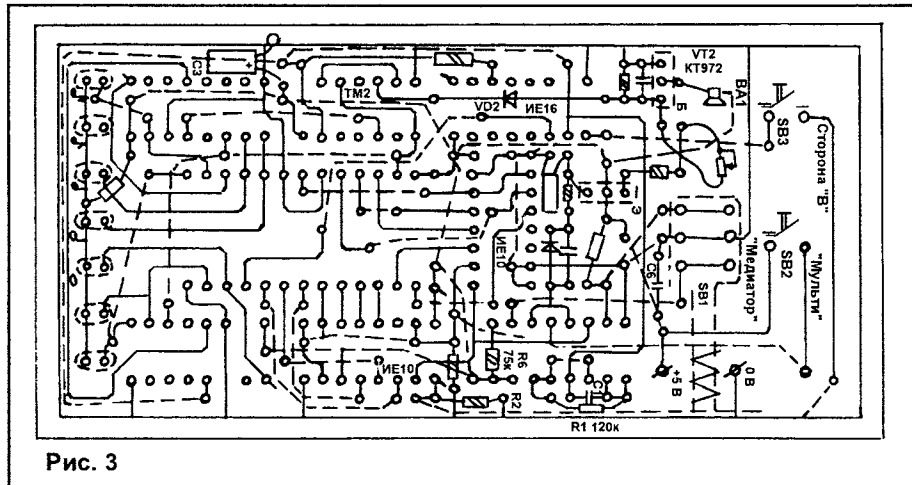 C3
+
TM2
VD2
ИЕ16
VT2
КТ972
Б
BA1
SB3
Сторона "В"
Э
ИЕ10
C6
SB1
"Медиатор"
SB2
"Мульти"
ИЕ10
R6
75к
R2
C1
R1 120к
+5 В
0 В
Рис. 3